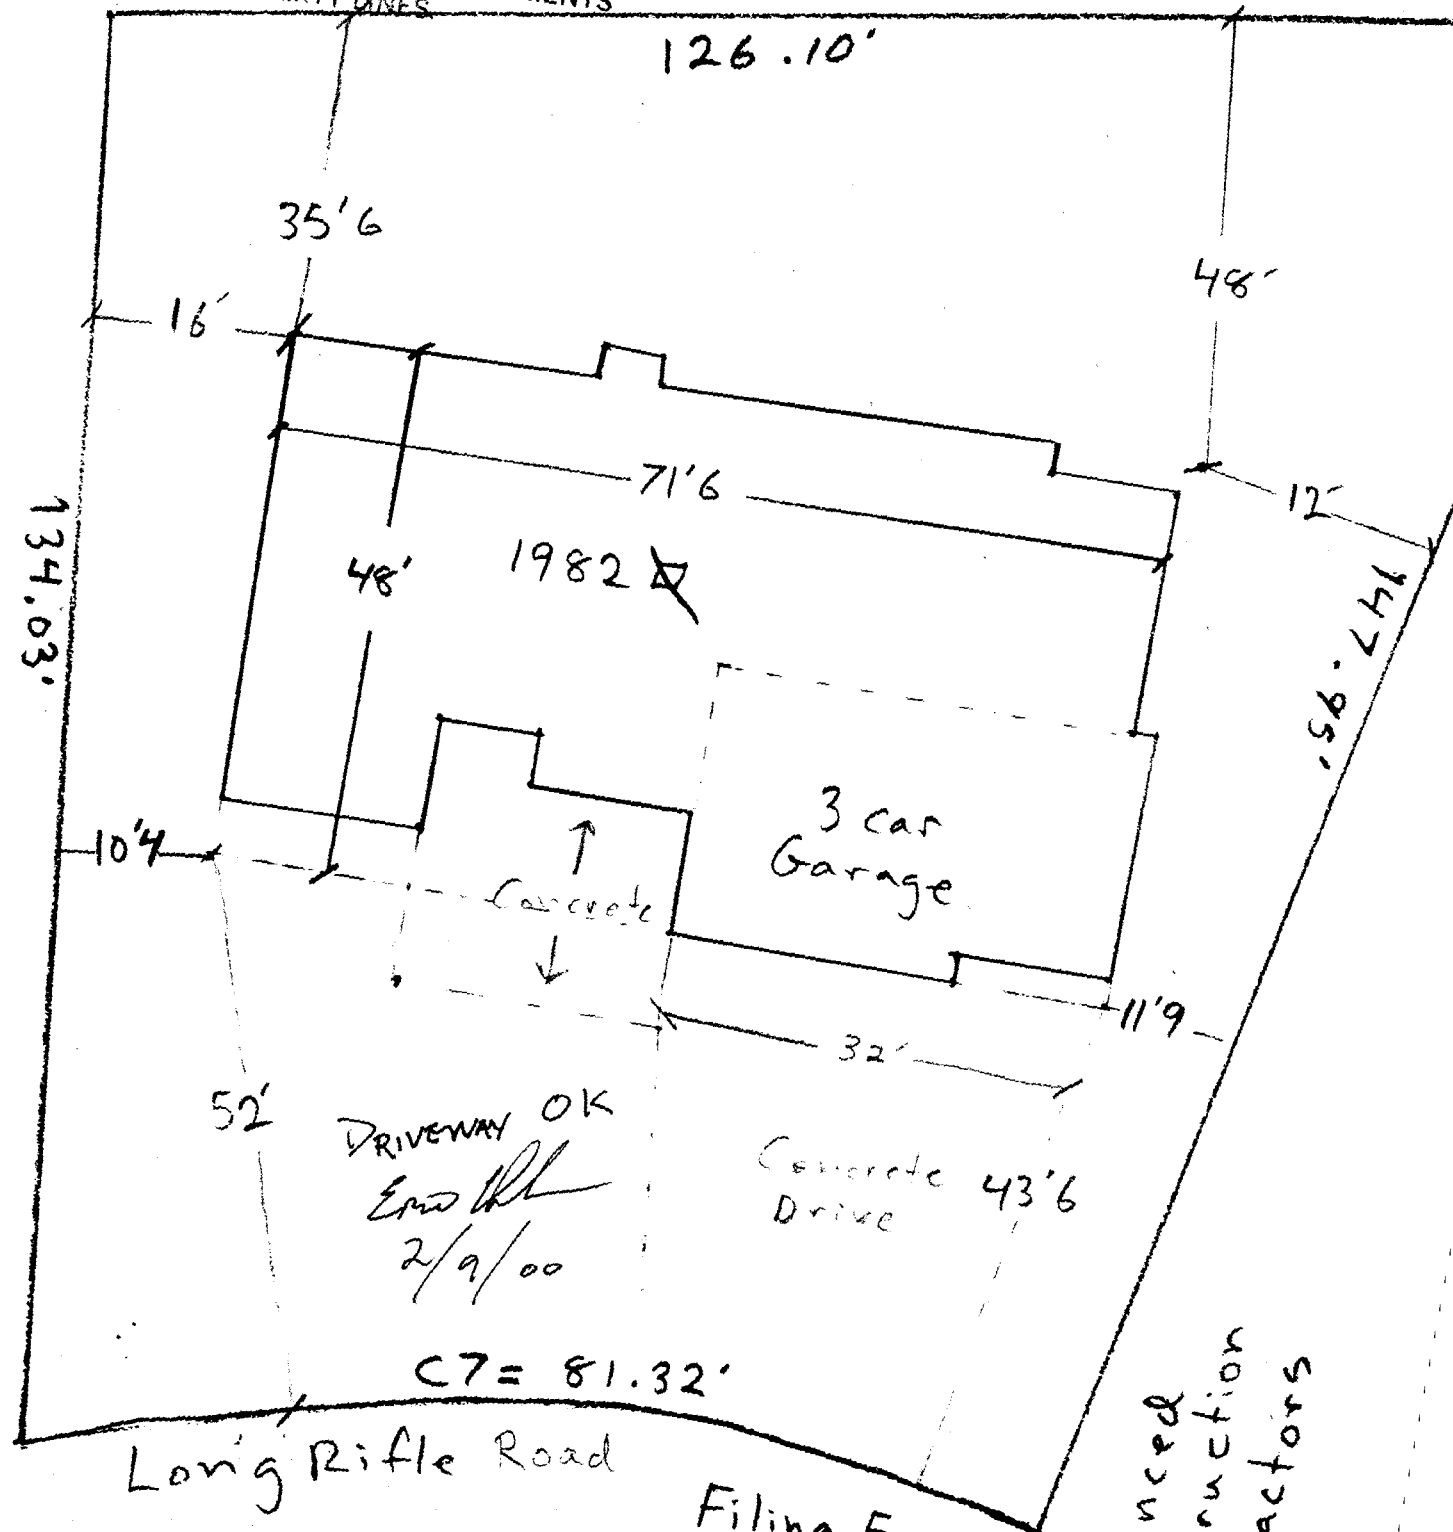 126.10'
35'6
48'
16'
12'
71'6
134.03'
147.95'
48'
1982
3 car
Garage
10'4
Concrete
11'9
32'
52'
DRIVEWAY OK
2/9/00
Concrete
Drive
43'6
C7= 81.32'
Long Rifle Road